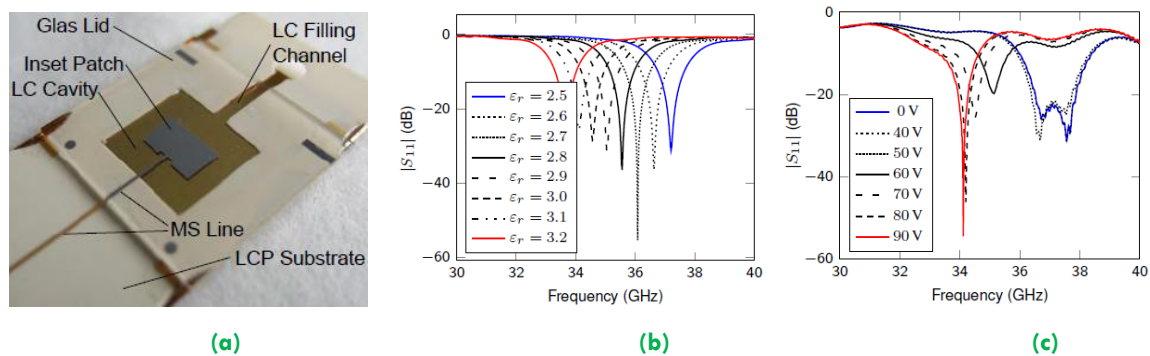 Glas Lid
LC Filling
Channel
Inset Patch
LC Cavity
MS Line
LCP Substrate
(a)
0
−20
−40
−60
|S₁₁| (dB)
εᵣ = 2.5
εᵣ = 2.6
εᵣ = 2.7
εᵣ = 2.8
εᵣ = 2.9
εᵣ = 3.0
εᵣ = 3.1
εᵣ = 3.2
30 32 34 36 38 40
Frequency (GHz)
(b)
0
−20
−40
−60
|S₁₁| (dB)
0 V
40 V
50 V
60 V
70 V
80 V
90 V
30 32 34 36 38 40
Frequency (GHz)
(c)